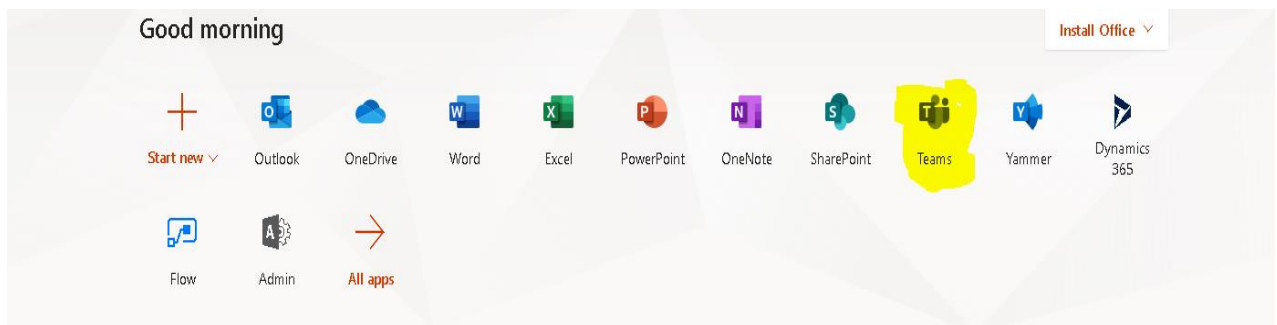 Good morning
Install Office
Start new
Outlook
OneDrive
Word
Excel
PowerPoint
OneNote
SharePoint
Teams
Yammer
Dynamics
365
Flow
Admin
All apps